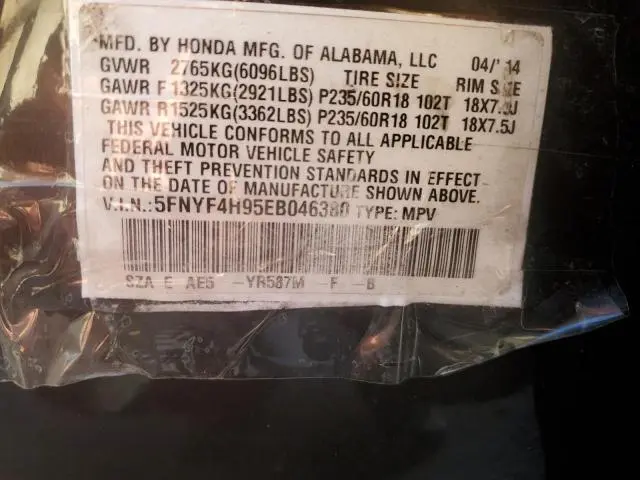 MFD. BY HONDA MFG. OF ALABAMA, LLC 04/'14
GVWR 2765KG(6096LBS) TIRE SIZE RIM SIZE
GAWR F 1325KG(2921LBS) P235/60R18 102T 18X7.5J
GAWR R 1525KG(3362LBS) P235/60R18 102T 18X7.5J
THIS VEHICLE CONFORMS TO ALL APPLICABLE
FEDERAL MOTOR VEHICLE SAFETY
AND THEFT PREVENTION STANDARDS IN EFFECT
ON THE DATE OF MANUFACTURE SHOWN ABOVE.
V.I.N.:5FNYF4H95EB046380 TYPE: MPV
SZA E AE5 -YR587M -F -B